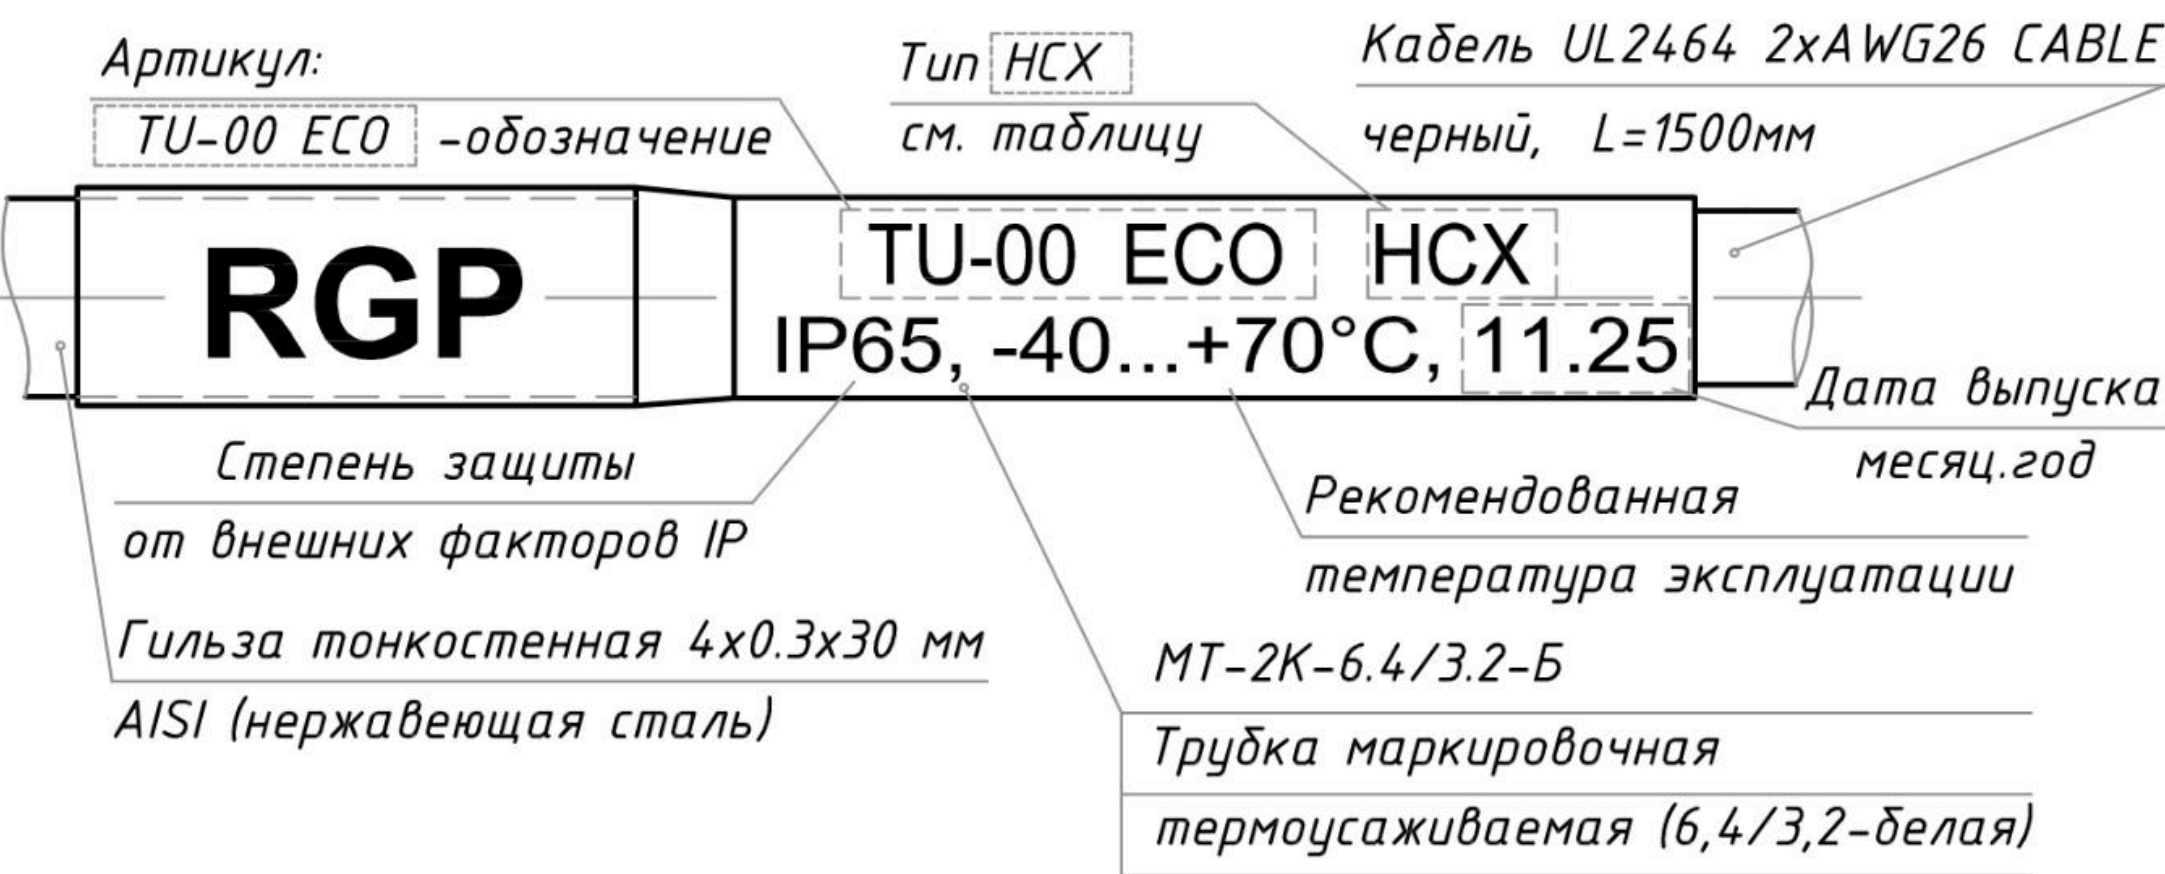 Артикул:
TU-00 ECO -обозначение
Тип HCX
см. таблицу
Кабель UL2464 2xAWG26 CABLE
черный, L=1500мм
RGP
TU-00 ECO HCX
IP65, -40...+70°C, 11.25
Дата выпуска
месяц.год
Степень защиты
от внешних факторов IP
Рекомендованная
температура эксплуатации
Гильза тонкостенная 4x0.3x30 мм
AISI (нержавеющая сталь)
МТ-2К-6.4/3.2-Б
Трубка маркировочная
термоусаживаемая (6,4/3,2-белая)